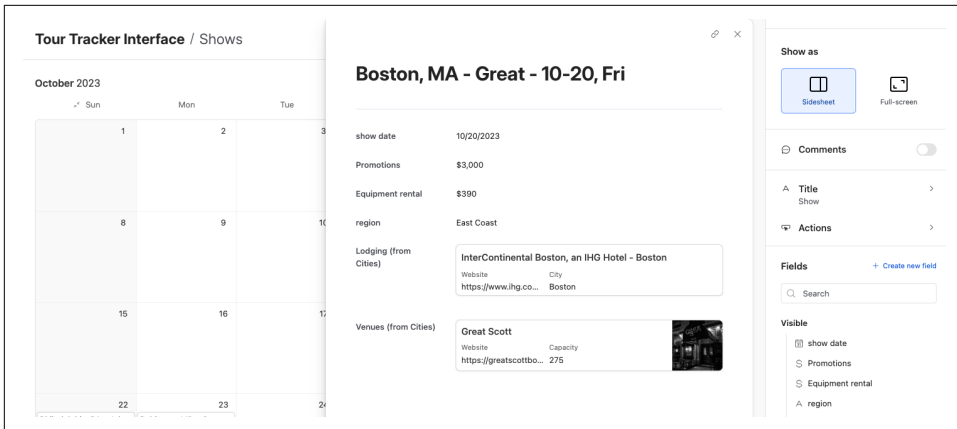 Tour Tracker Interface / Shows
October 2023
Sun Mon Tue
1 2 3
8 9 10
15 16 17
22 23 24
Boston, MA - Great - 10-20, Fri
show date 10/20/2023
Promotions $3,000
Equipment rental $390
region East Coast
Lodging (from Cities)
InterContinental Boston, an IHG Hotel - Boston
Website City
https://www.ihg.co... Boston
Venues (from Cities)
Great Scott
Website Capacity
https://greatscottbo... 275
Show as
Sidesheet Full-screen
Comments
Title
Show
Actions
Fields + Create new field
Search
Visible
show date
Promotions
Equipment rental
region